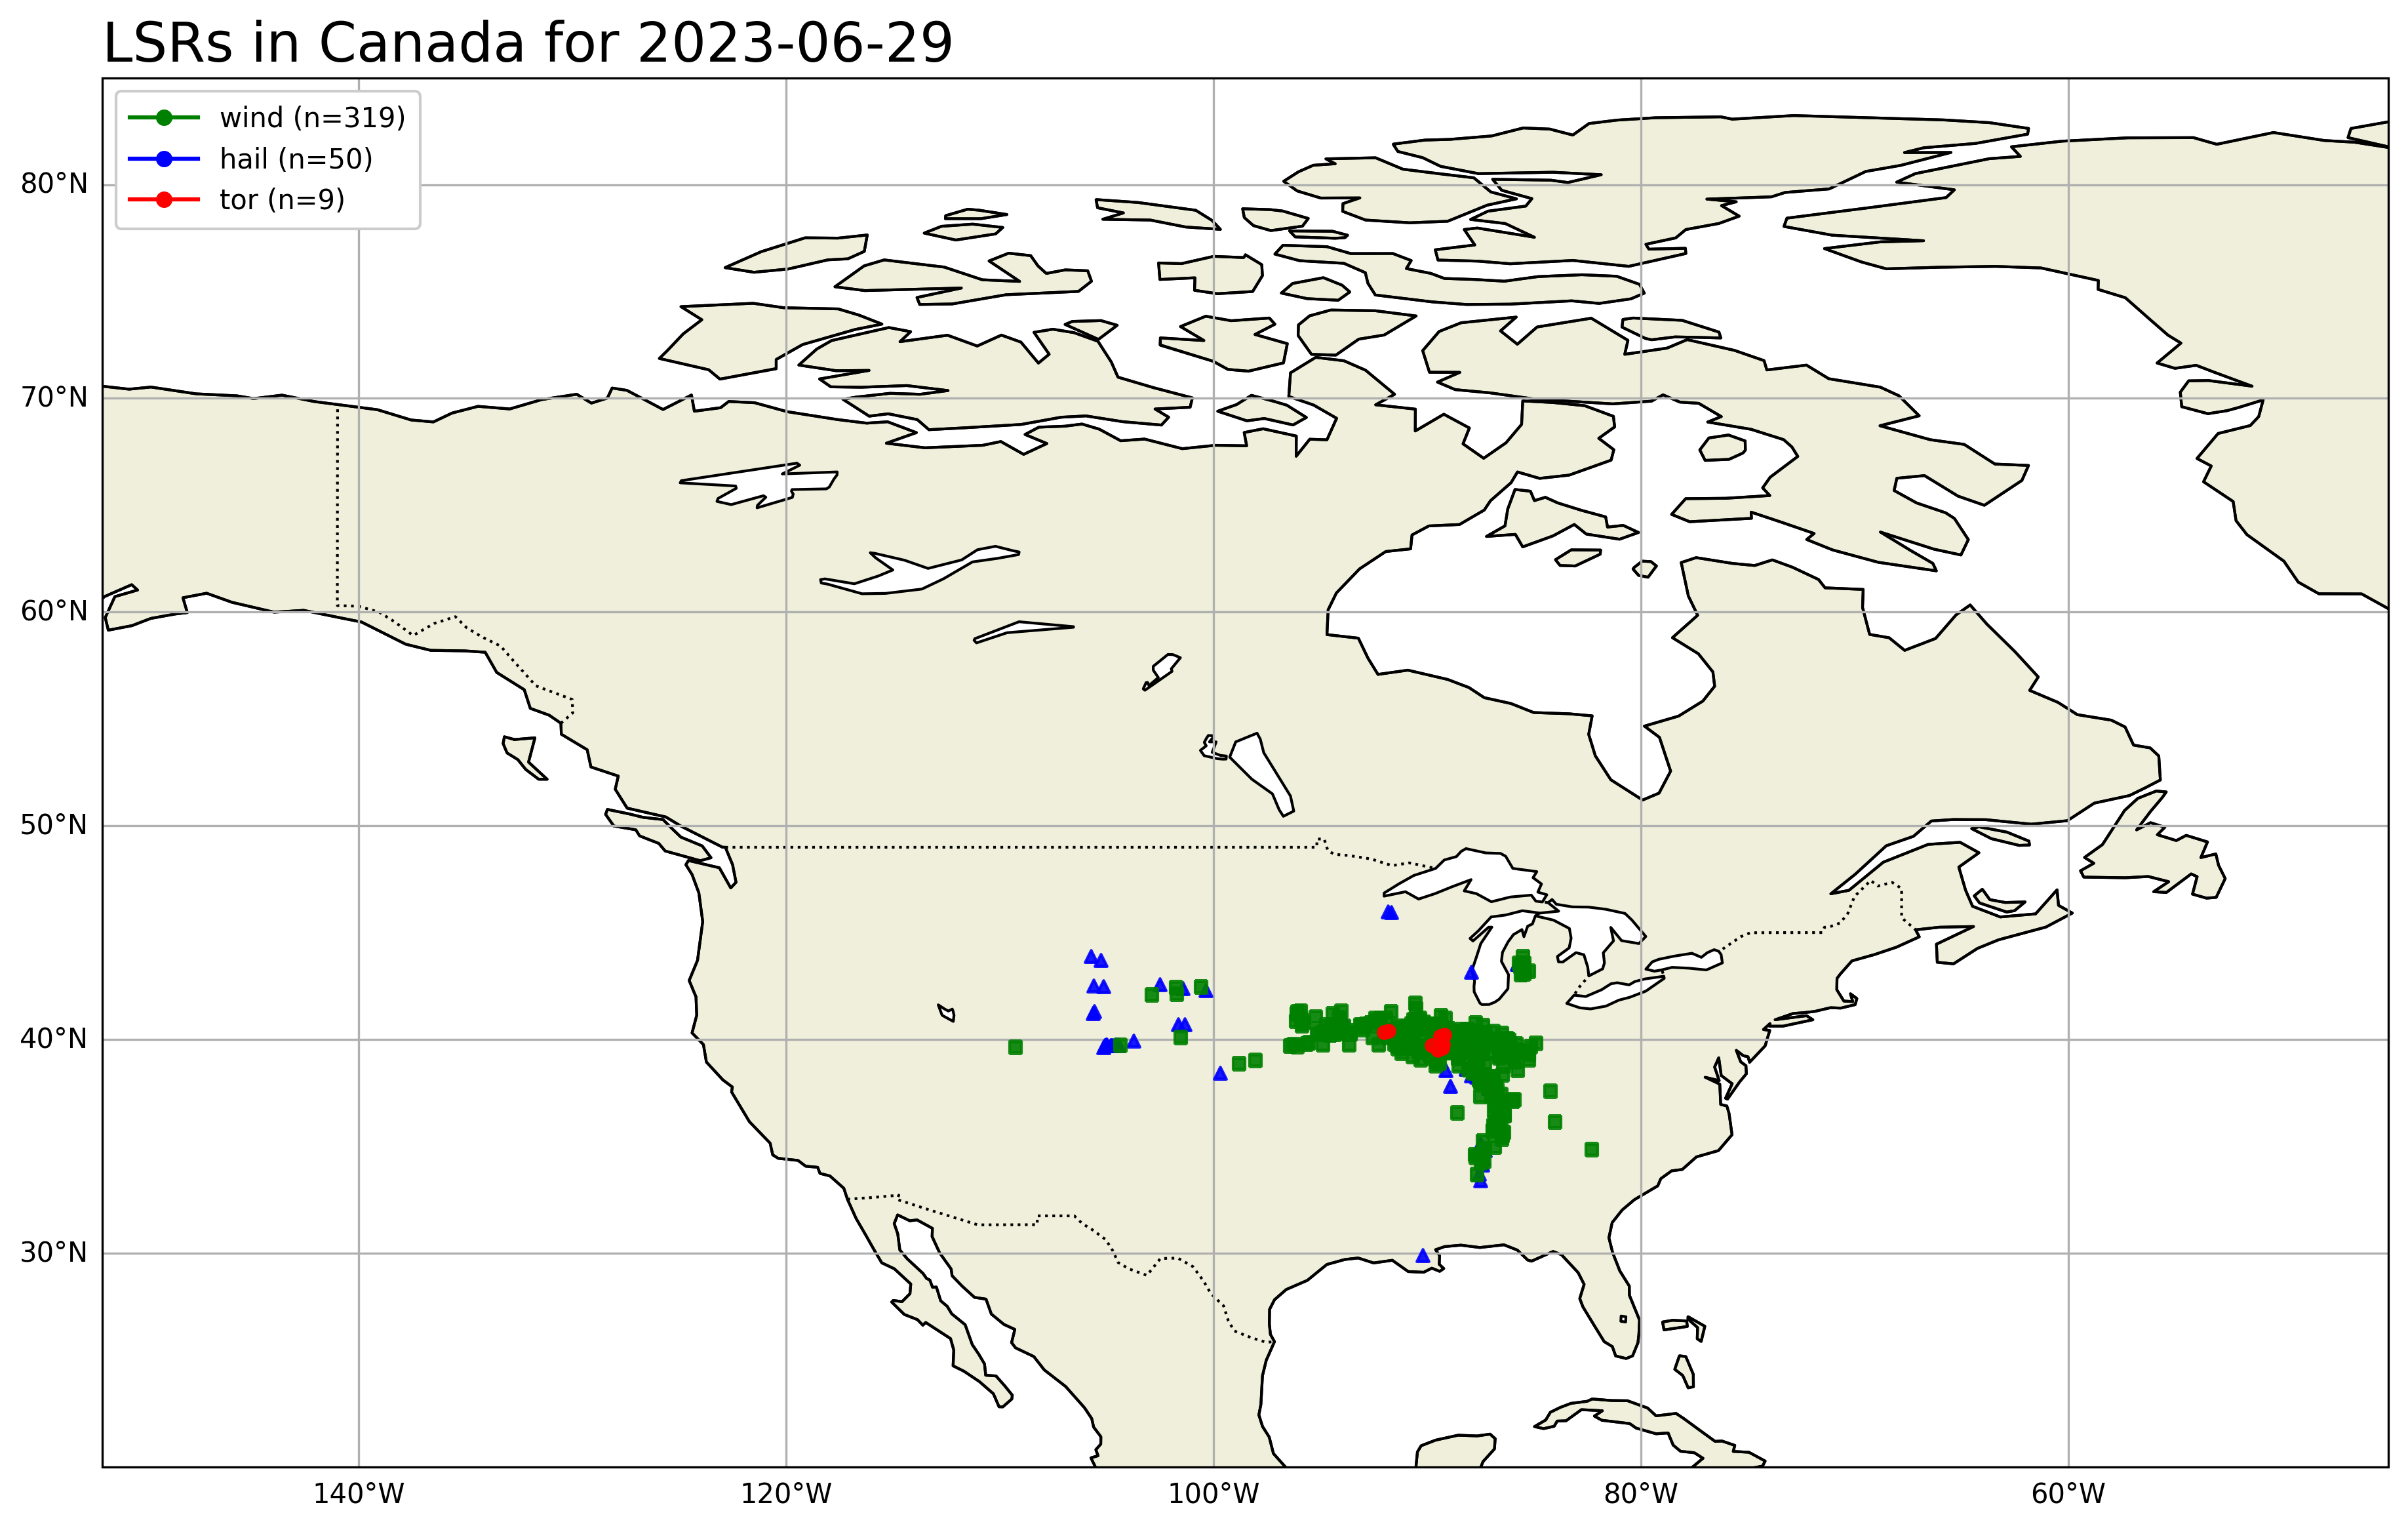 LSRs in Canada for 2023-06-29
wind (n=319)
hail (n=50)
tor (n=9)
80°N
70°N
60°N
50°N
40°N
30°N
140°W
120°W
100°W
80°W
60°W